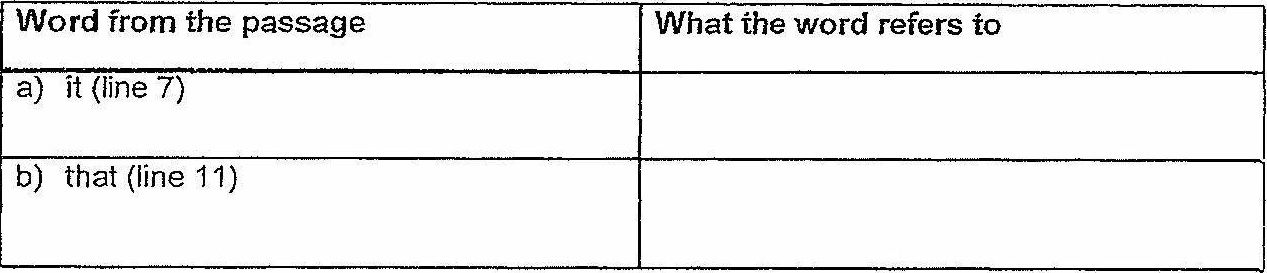 Word from the passage
What the word refers to
a) it (line 7)
b) that (line 11)